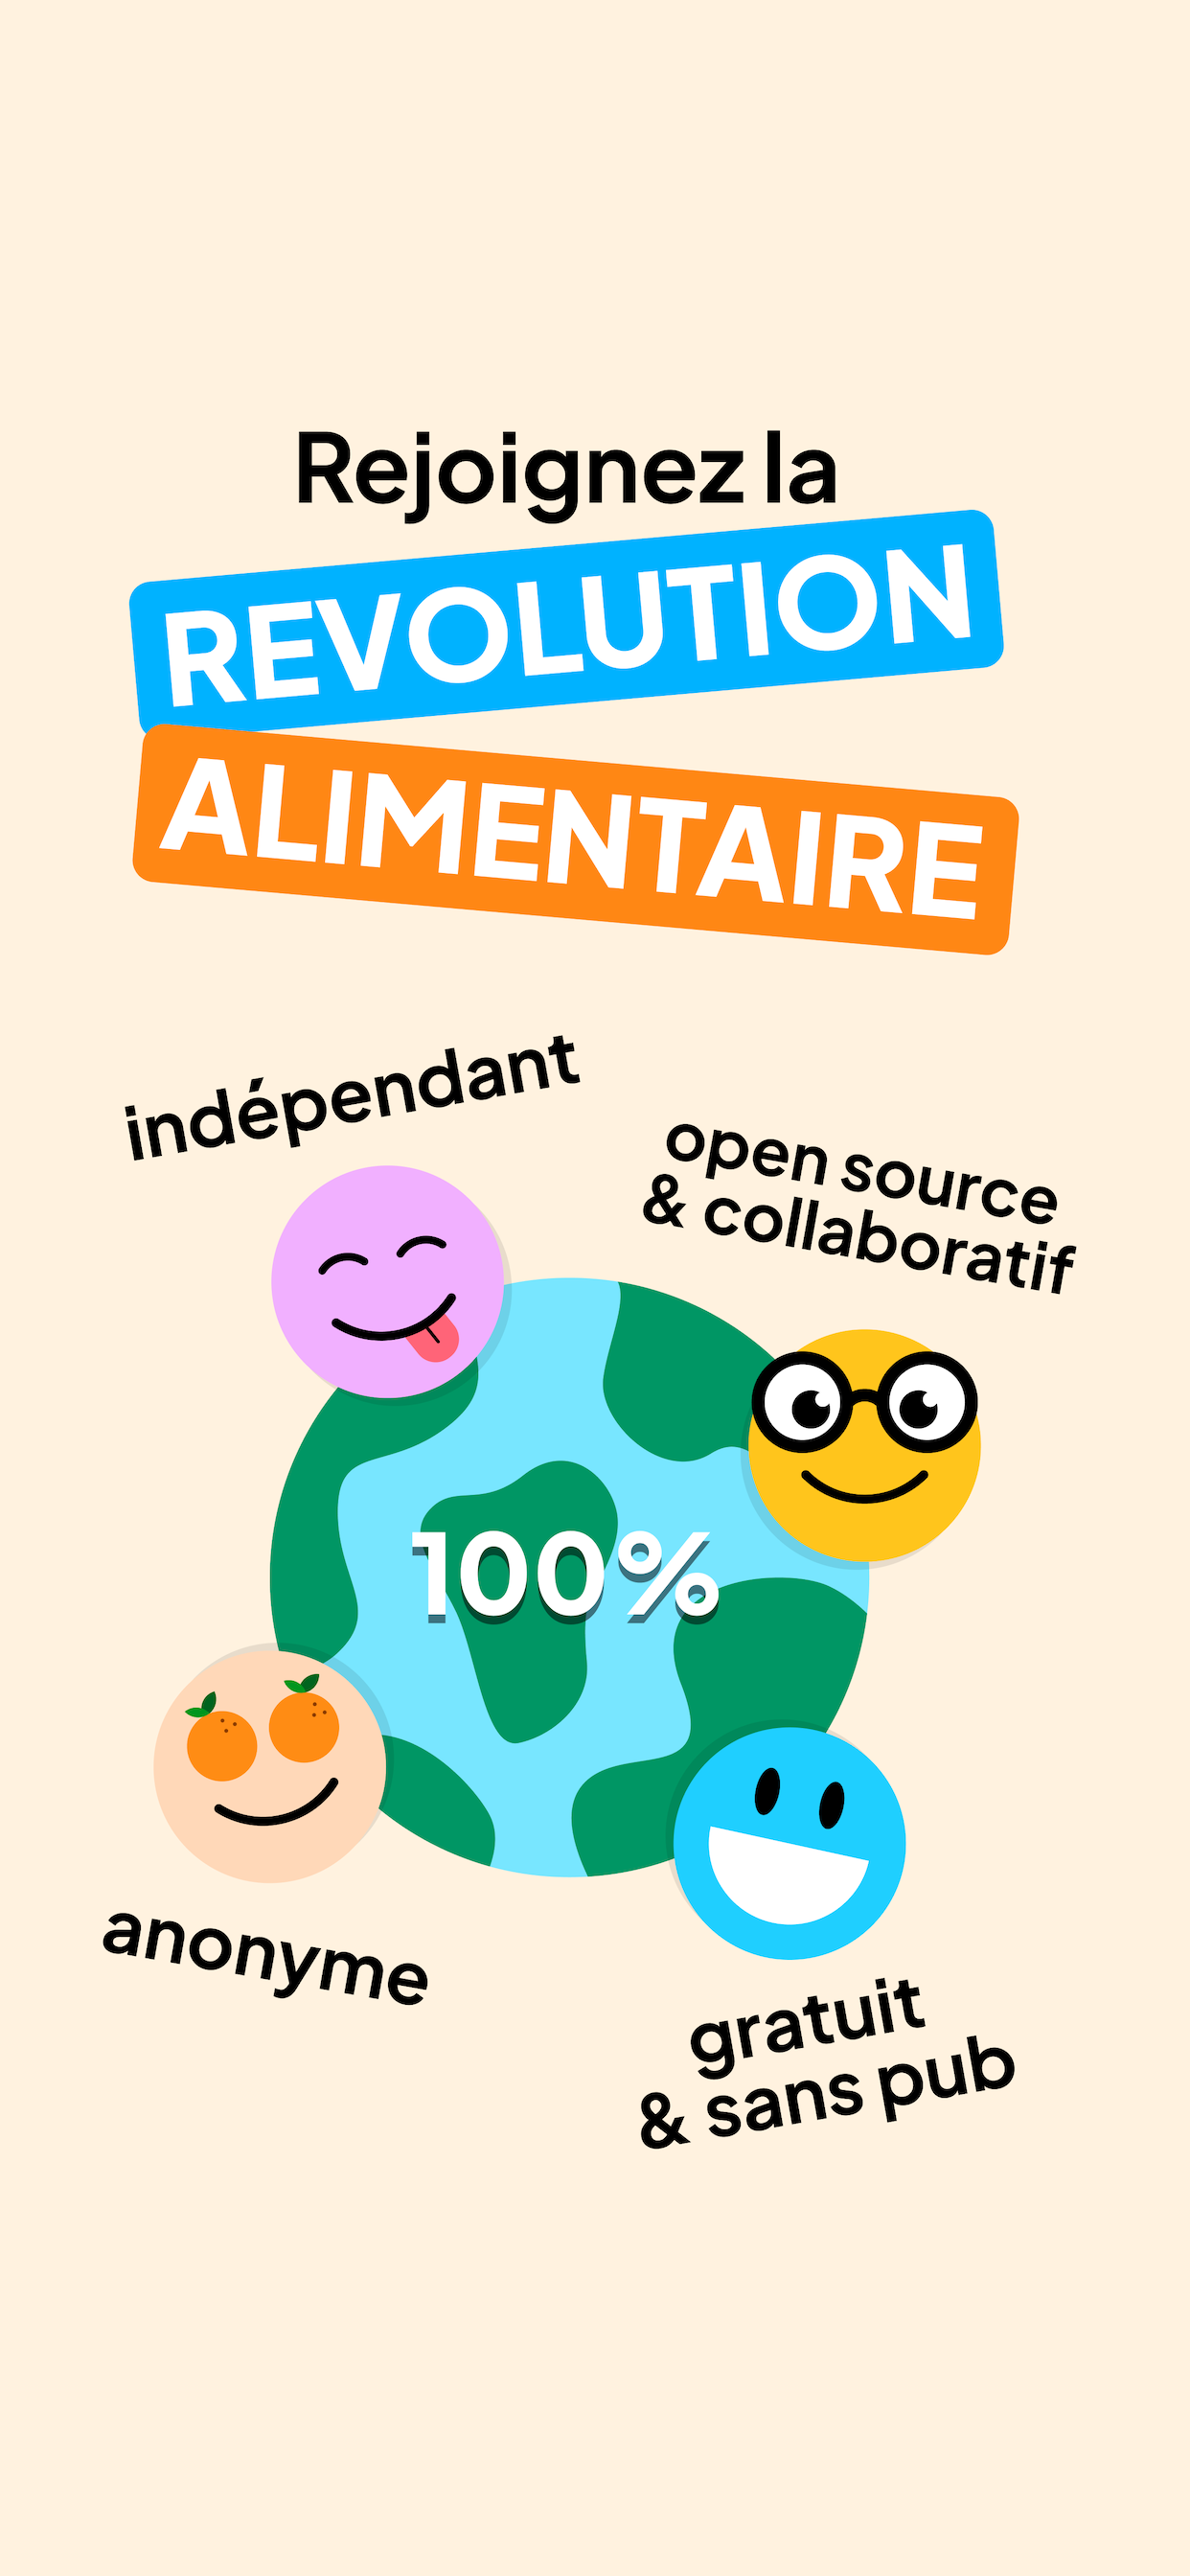 Rejoignez la
REVOLUTION
ALIMENTAIRE
indépendant
open source
& collaboratif
100%
anonyme
gratuit
& sans pub